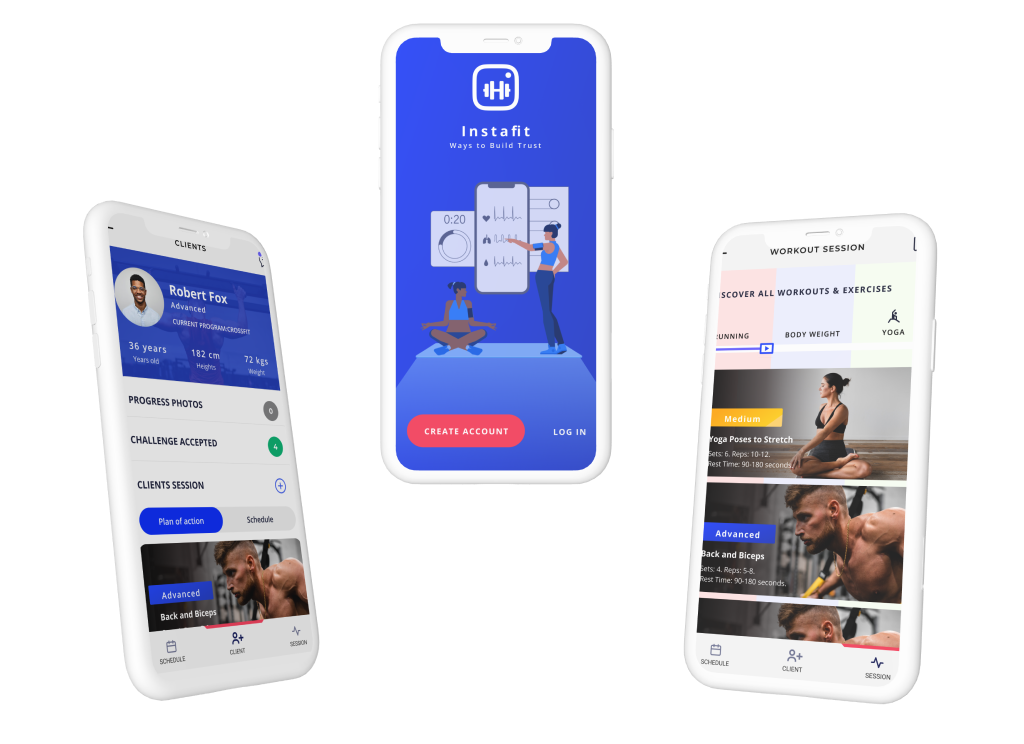 Instafit
Ways to Build Trust
0:20
CREATE ACCOUNT
LOG IN
CLIENTS
Robert Fox
Advanced
CURRENT PROGRAM:CROSSFIT
36 years
Years old
182 cm
Heights
72 kgs
Weight
PROGRESS PHOTOS
0
CHALLENGE ACCEPTED
4
CLIENTS SESSION
Plan of action
Schedule
Advanced
Back and Biceps
SCHEDULE
CLIENT
SESSION
WORKOUT SESSION
ISCOVER ALL WORKOUTS & EXERCISES
RUNNING
BODY WEIGHT
YOGA
Medium
Yoga Poses to Stretch
Sets: 6. Reps: 10-12.
Rest Time: 90-180 seconds.
Advanced
Back and Biceps
Sets: 4. Reps: 5-8.
Rest Time: 90-180 seconds.
SCHEDULE
CLIENT
SESSION